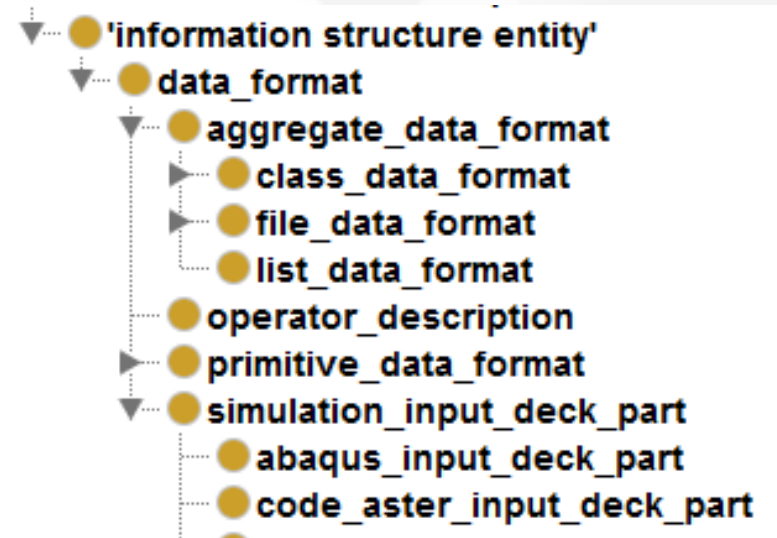 'information structure entity'
data_format
aggregate_data_format
class_data_format
file_data_format
list_data_format
operator_description
primitive_data_format
simulation_input_deck_part
abaqus_input_deck_part
code_aster_input_deck_part